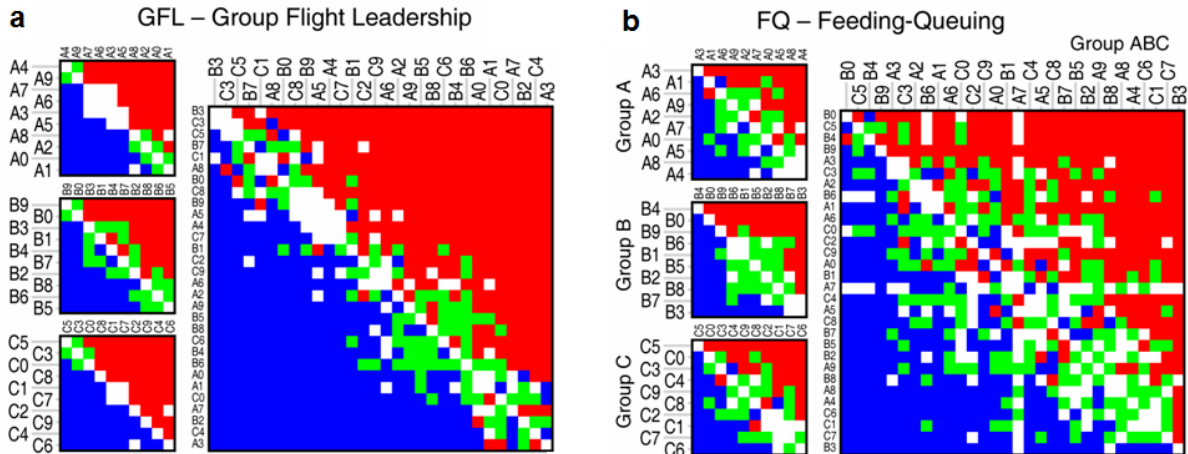 a
GFL – Group Flight Leadership
A4 A9 A7 A6 A3 A5 A8 A2 A0 A1
A4
A9
A7
A6
A3
A5
A8
A2
A0
A1
B9 B0 B3 B1 B4 B7 B2 B8 B6 B5
B9
B0
B3
B1
B4
B7
B2
B8
B6
B5
C5 C3 C0 C8 C1 C7 C2 C9 C4 C6
C5
C3
C0
C8
C1
C7
C2
C9
C4
C6
B3 C5 C1 B0 B9 A4 B1 C9 A2 B5 C6 B6 A1 A7 C4
C3 B7 A8 C8 A5 C7 C2 A6 A9 B8 B4 A0 C0 B2 A3
B3
C3
C5
B7
C1
A8
B0
C8
B9
A5
A4
C7
B1
C2
C9
A6
A2
A9
B5
B8
C6
B4
B6
A0
A1
C0
A7
B2
C4
A3
b
FQ – Feeding-Queuing
Group A
A3 A1 A6 A9 A2 A7 A0 A5 A8 A4
A3
A1
A6
A9
A2
A7
A0
A5
A8
A4
Group B
B4 B0 B9 B6 B1 B5 B2 B8 B7 B3
B4
B0
B9
B6
B1
B5
B2
B8
B7
B3
Group C
C5 C0 C3 C4 C9 C8 C2 C1 C7 C6
C5
C0
C3
C4
C9
C8
C2
C1
C7
C6
Group ABC
B0 B4 A3 A2 A1 C0 C9 B1 C4 C8 B5 A9 A8 C6 C7
C5 B9 C3 B6 A6 C2 A0 A7 A5 B7 B2 B8 A4 C1 B3
B0
C5
B4
B9
A3
C3
A2
B6
A1
A6
C0
C2
C9
A0
B1
A7
C4
A5
C8
B7
B5
B2
A9
B8
A8
A4
C6
C1
C7
B3